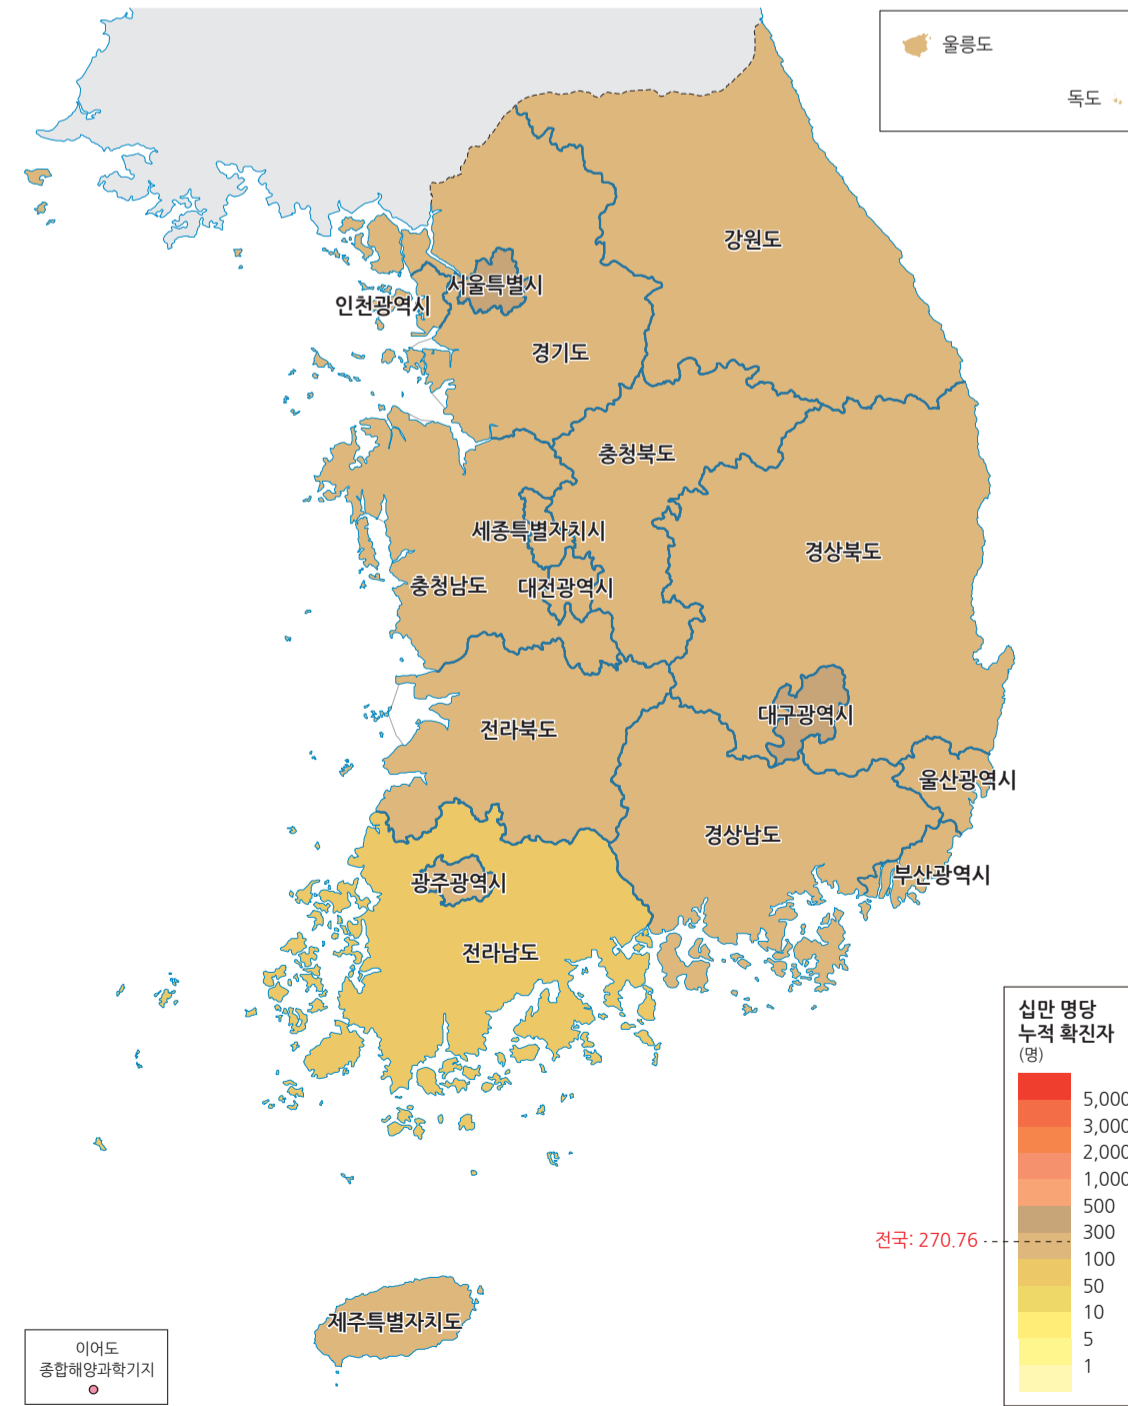 울릉도
독도
강원도
서울특별시
인천광역시
경기도
충청북도
세종특별자치시
경상북도
충청남도
대전광역시
대구광역시
전라북도
울산광역시
경상남도
부산광역시
광주광역시
전라남도
십만 명당
누적 확진자
(명)
5,000
3,000
2,000
1,000
500
300
전국: 270.76
100
50
10
5
1
제주특별자치도
이어도
종합해양과학기지